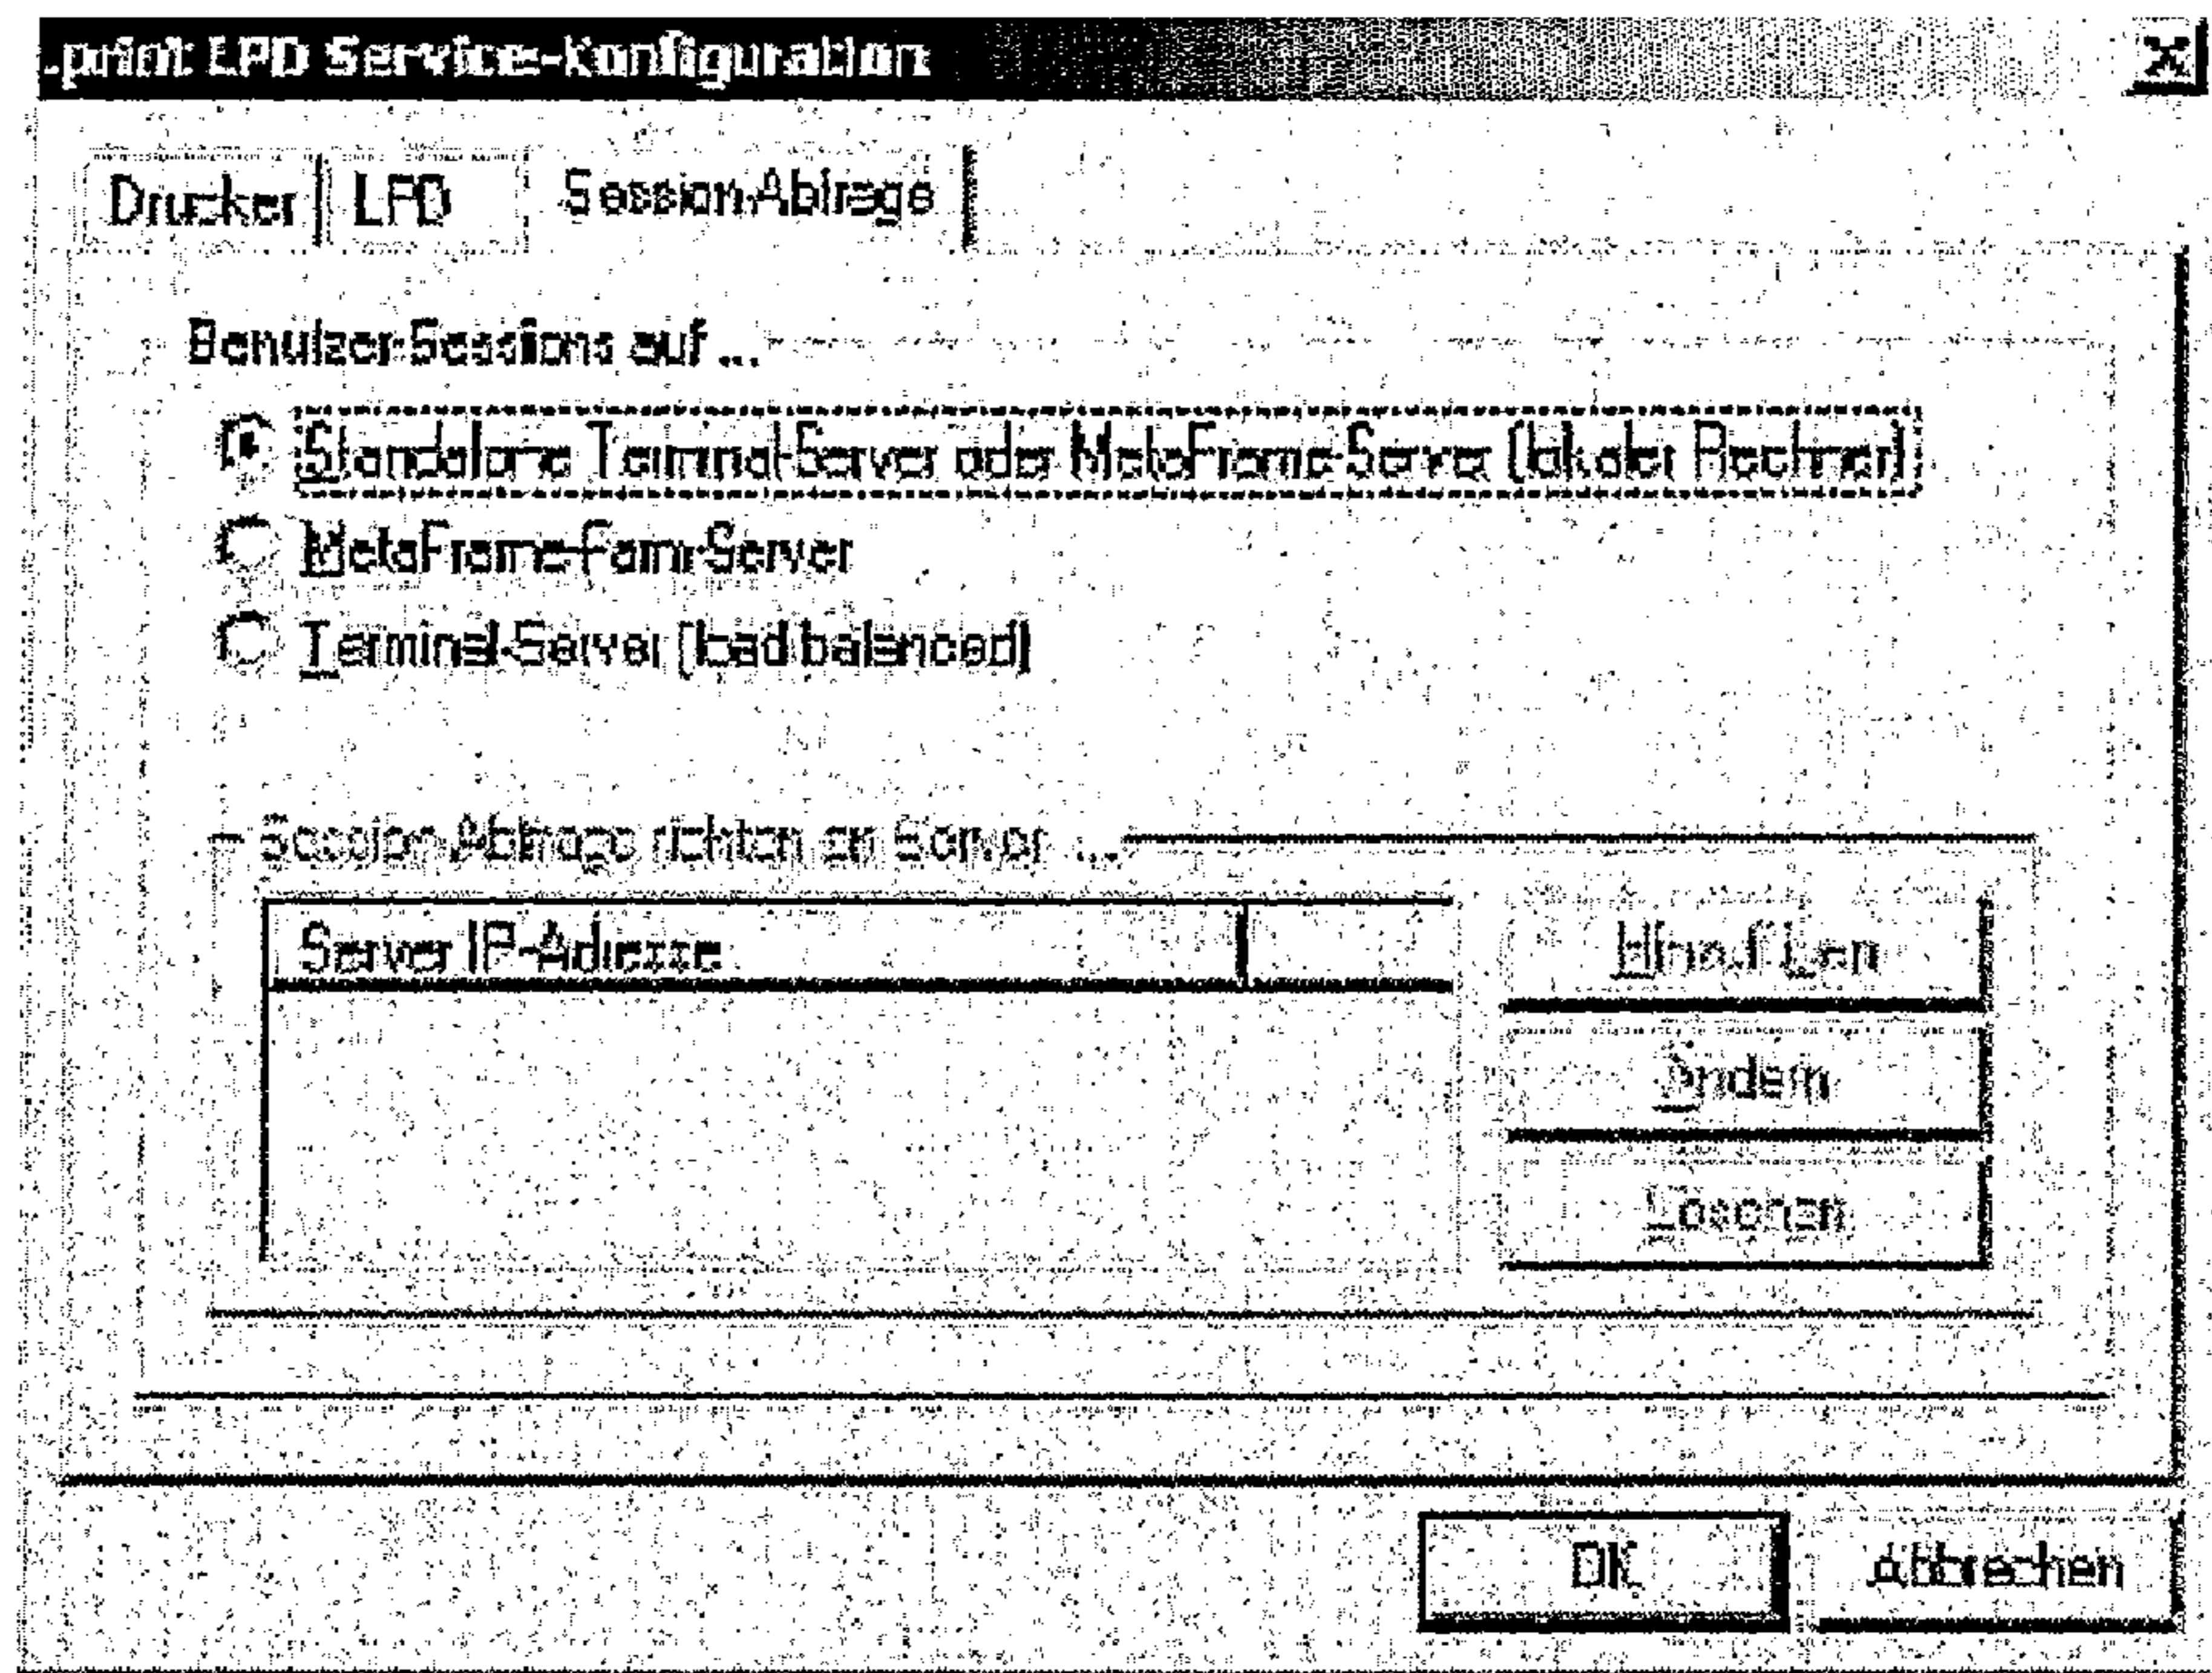 .print LPD Service-Konfiguration
Drucker LPD Session-Abfrage
Benutzer-Sessions auf ...
Standalone Terminal-Server oder MetaFrame-Server (lokaler Rechner)
MetaFrame-Farm-Server
Terminal-Server (load balanced)
Session-Abfrage richten an Server ...
Server IP-Adresse
Hinzufügen
Ändern
Löschen
OK Abbrechen